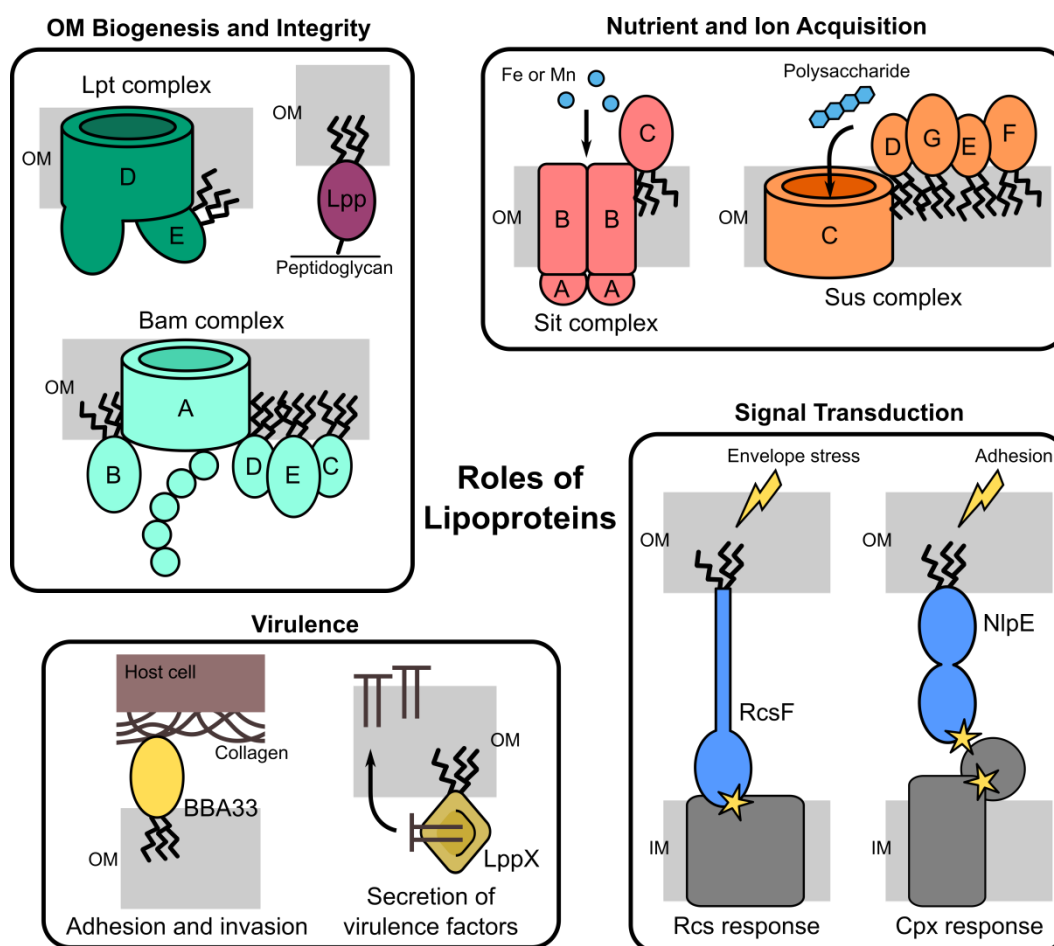 OM Biogenesis and Integrity
Lpt complex
OM
D
E
OM
Lpp
Peptidoglycan
Bam complex
OM
A
B
D
E
C
Nutrient and Ion Acquisition
Fe or Mn
OM
C
B
B
A
A
Sit complex
Polysaccharide
D
G
E
F
OM
C
Sus complex
Roles of
Lipoproteins
Virulence
Host cell
Collagen
BBA33
OM
Adhesion and invasion
OM
LppX
Secretion of
virulence factors
Signal Transduction
Envelope stress
OM
RcsF
IM
Rcs response
Adhesion
OM
NlpE
IM
Cpx response